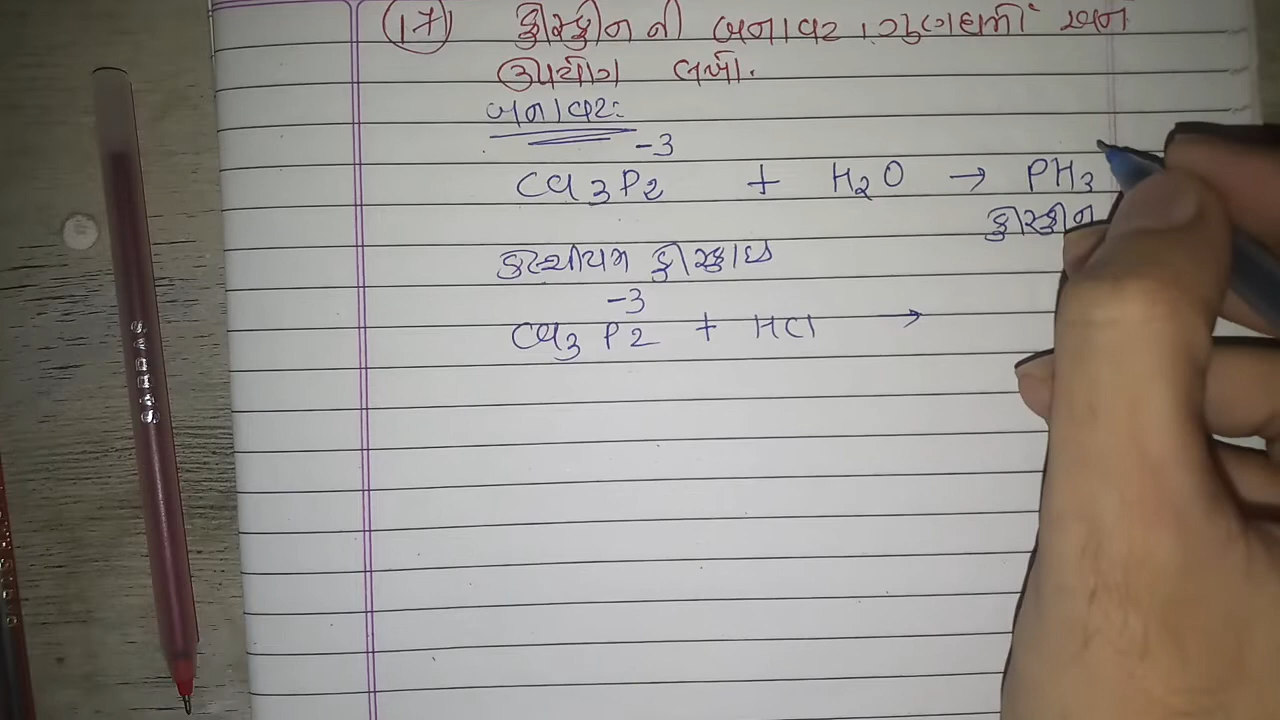 (17) ફોસ્ફીન ની બનાવટ, ગુણધર્મો અને
ઉપયોગ લખો.
બનાવટ:
-3
Ca3P2 + H2O → PH3
ફોસ્ફીન
કેલ્શીયમ ફોસ્ફાઇડ
-3
Ca3P2 + HCl →